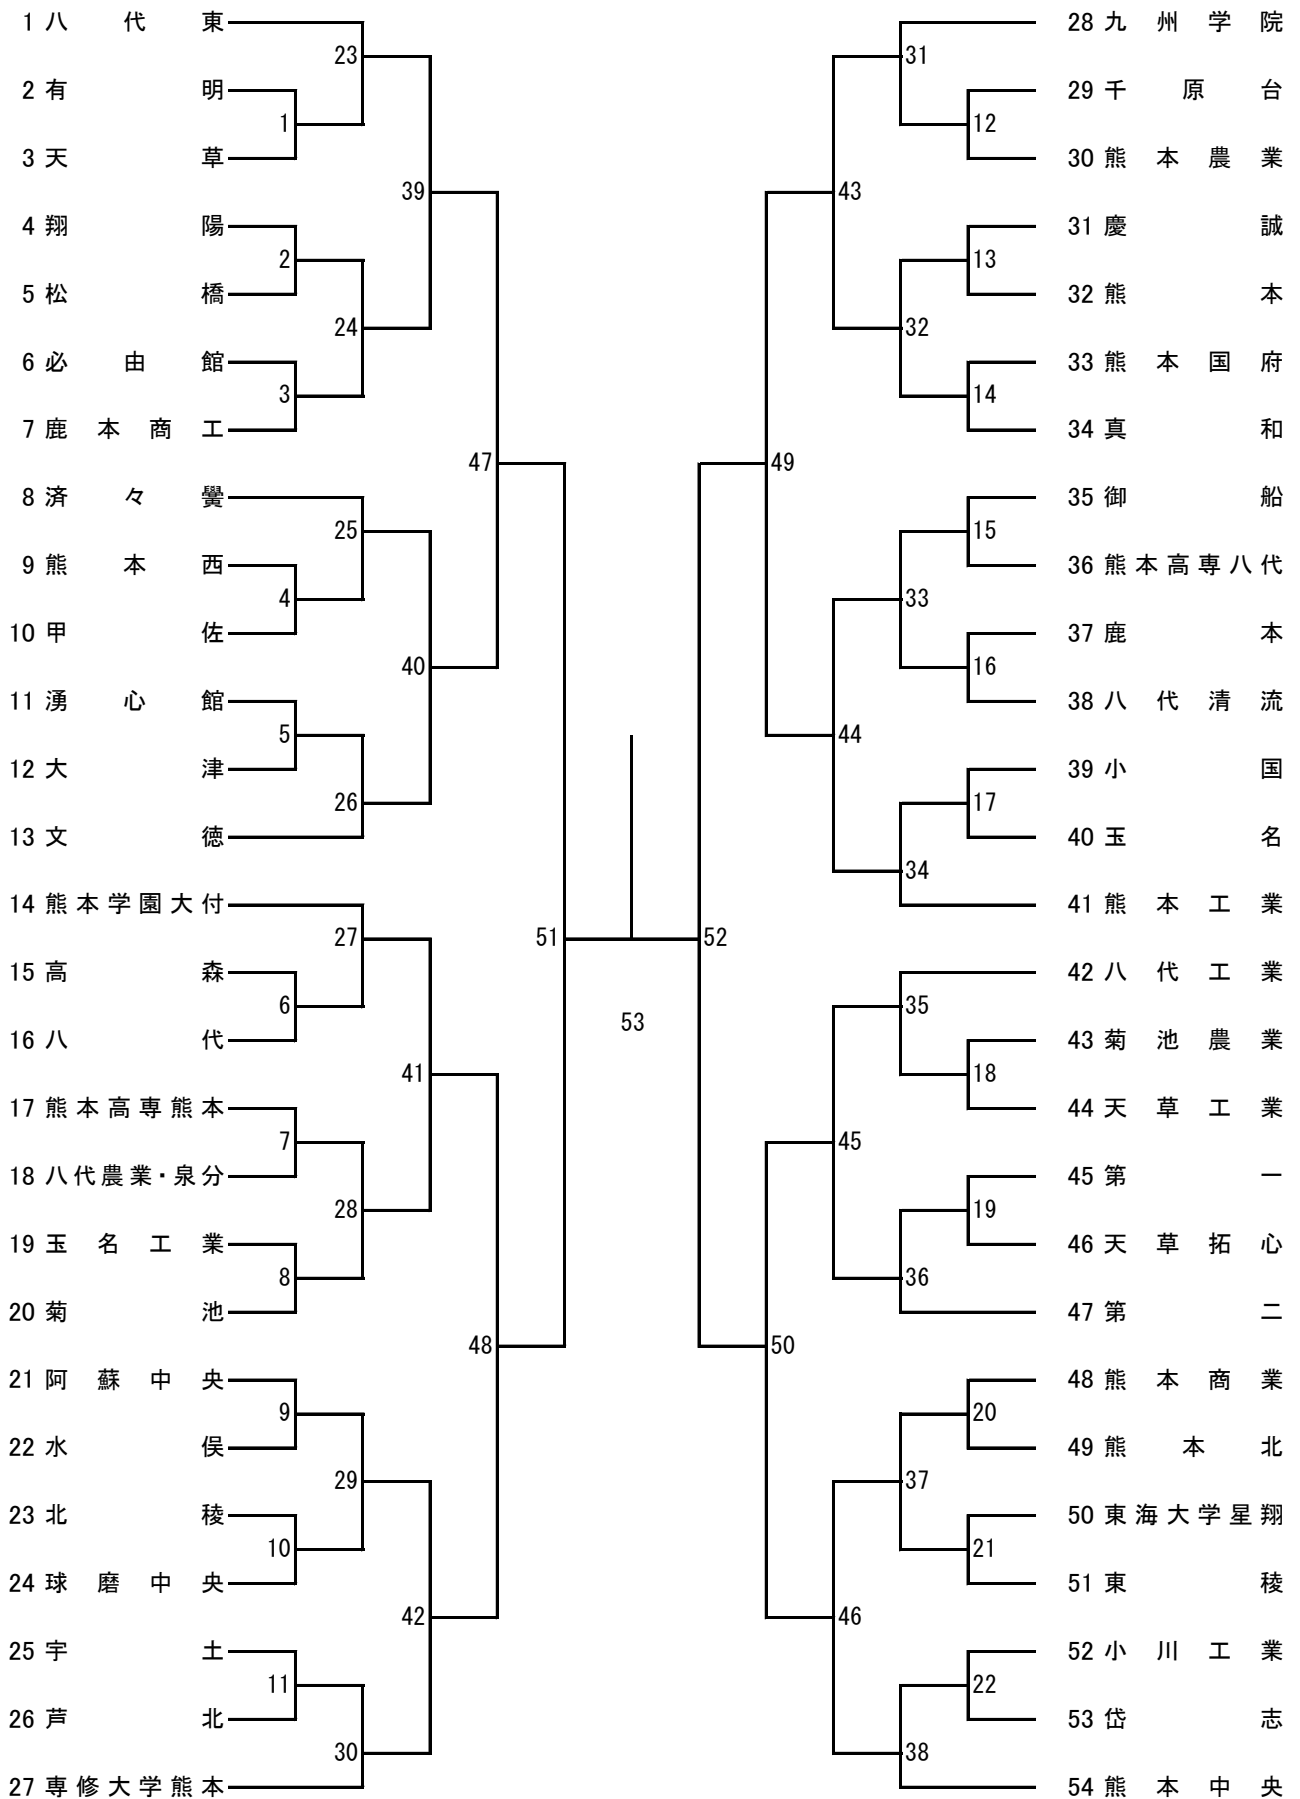 1 八代東
2 有明
3 天草
4 翔陽
5 松橋
6 必由館
7 鹿本商工
8 済々黌
9 熊本西
10 甲佐
11 湧心館
12 大津
13 文徳
14 熊本学園大付
15 高森
16 八代
17 熊本高専熊本
18 八代農業・泉分
19 玉名工業
20 菊池
21 阿蘇中央
22 水俣
23 北稜
24 球磨中央
25 宇土
26 芦北
27 専修大学熊本
1
2
3
4
5
6
7
8
9
10
11
23
24
25
26
27
28
29
30
39
40
41
42
47
48
51
53
52
49
50
43
44
45
46
31
32
33
34
35
36
37
38
12
13
14
15
16
17
18
19
20
21
22
28 九州学院
29 千原台
30 熊本農業
31 慶誠
32 熊本
33 熊本国府
34 真和
35 御船
36 熊本高専八代
37 鹿本
38 八代清流
39 小国
40 玉名
41 熊本工業
42 八代工業
43 菊池農業
44 天草工業
45 第一
46 天草拓心
47 第二
48 熊本商業
49 熊本北
50 東海大学星翔
51 東稜
52 小川工業
53 岱志
54 熊本中央